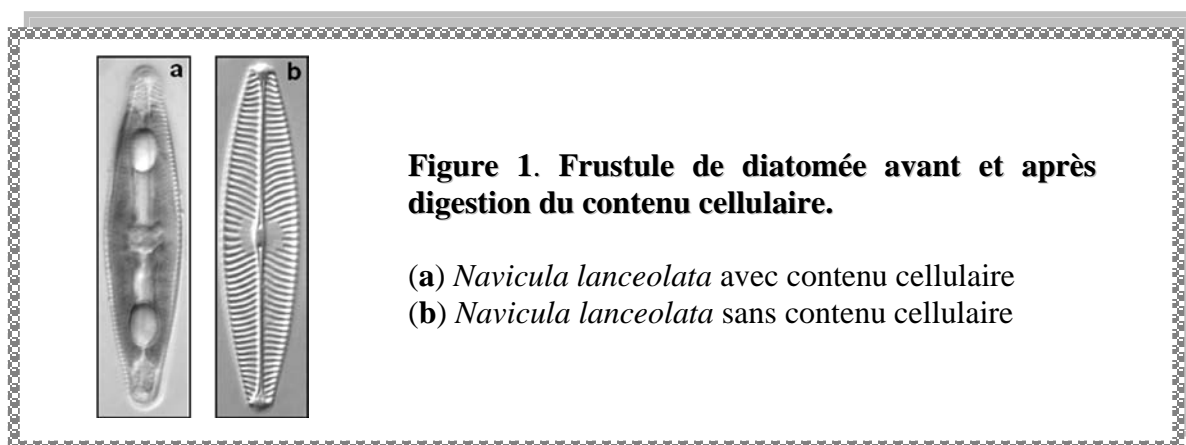 a
b
Figure 1. Frustule de diatomée avant et après
digestion du contenu cellulaire.
(a) Navicula lanceolata avec contenu cellulaire
(b) Navicula lanceolata sans contenu cellulaire